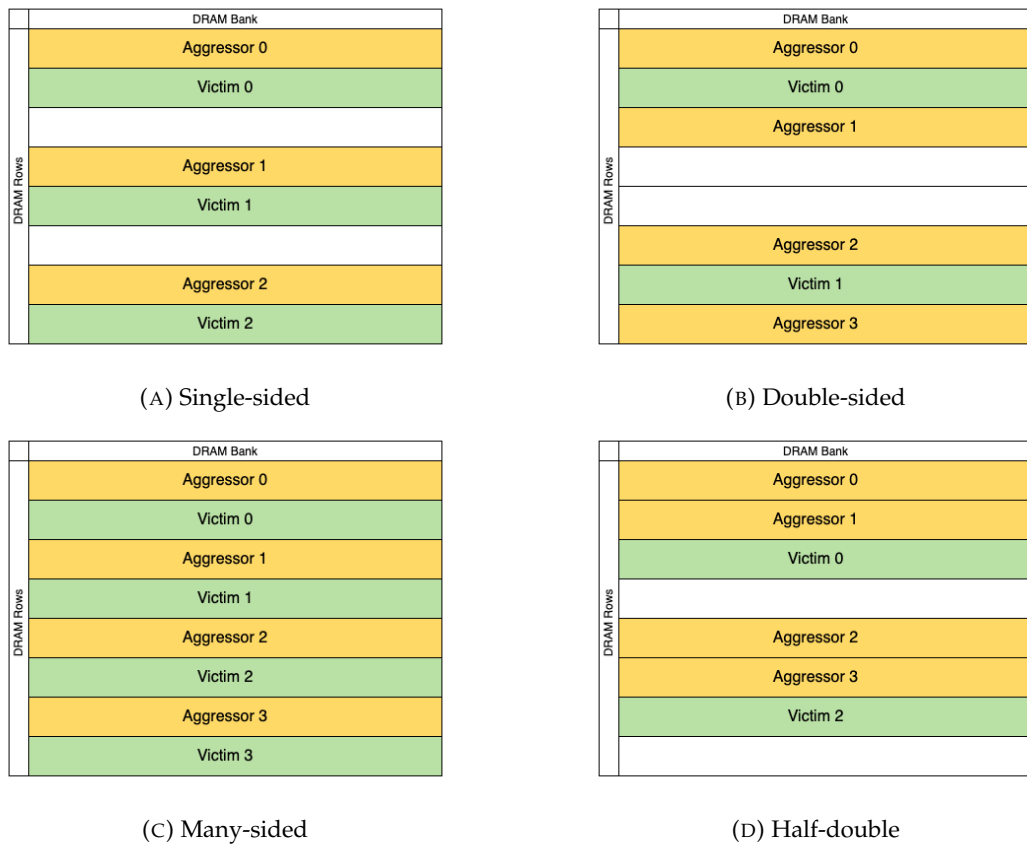 DRAM Bank
DRAM Rows
Aggressor 0
Victim 0
Aggressor 1
Victim 1
Aggressor 2
Victim 2
(A) Single-sided
DRAM Bank
DRAM Rows
Aggressor 0
Victim 0
Aggressor 1
Aggressor 2
Victim 1
Aggressor 3
(B) Double-sided
DRAM Bank
DRAM Rows
Aggressor 0
Victim 0
Aggressor 1
Victim 1
Aggressor 2
Victim 2
Aggressor 3
Victim 3
(C) Many-sided
DRAM Bank
DRAM Rows
Aggressor 0
Aggressor 1
Victim 0
Aggressor 2
Aggressor 3
Victim 2
(D) Half-double